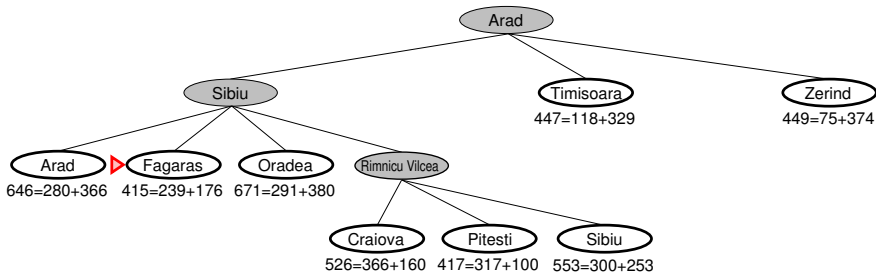 Arad
Sibiu
Timisoara
Zerind
447=118+329
449=75+374
Arad
Fagaras
Oradea
Rimnicu Vilcea
646=280+366
415=239+176
671=291+380
Craiova
Pitesti
Sibiu
526=366+160
417=317+100
553=300+253